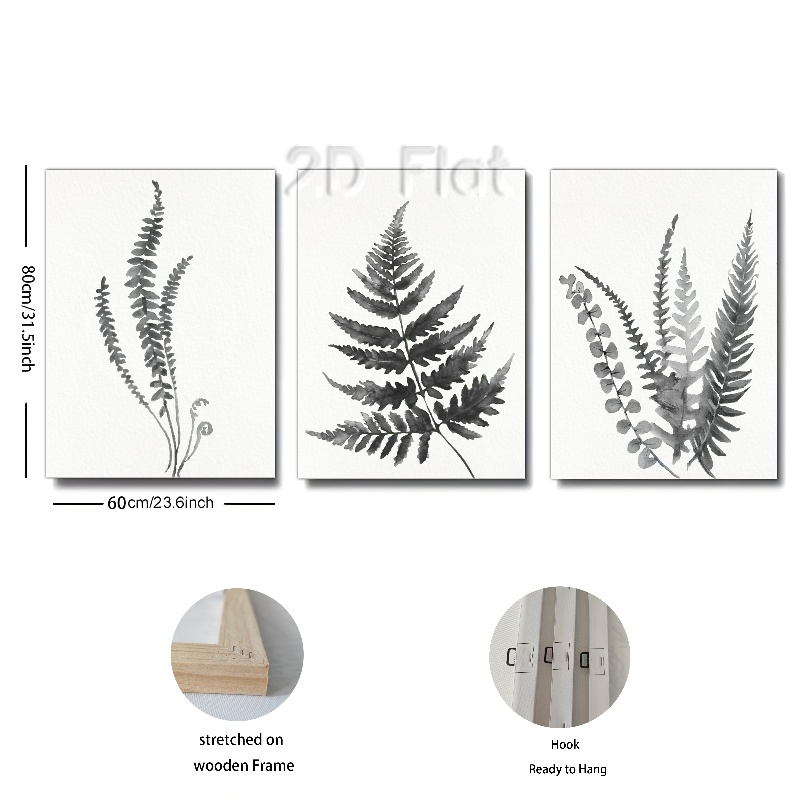 2D Flat
80cm/31.5inch
60cm/23.6inch
stretched on
wooden Frame
Hook
Ready to Hang